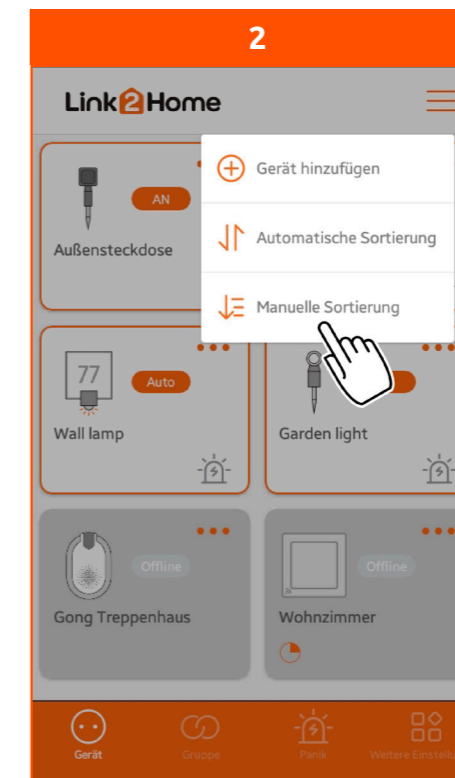 2
Link2Home
Gerät hinzufügen
AN
Automatische Sortierung
Außensteckdose
Manuelle Sortierung
77
Auto
Wall lamp
Garden light
Offline
Offline
Gong Treppenhaus
Wohnzimmer
Gerät
Gruppe
Panik
Weitere